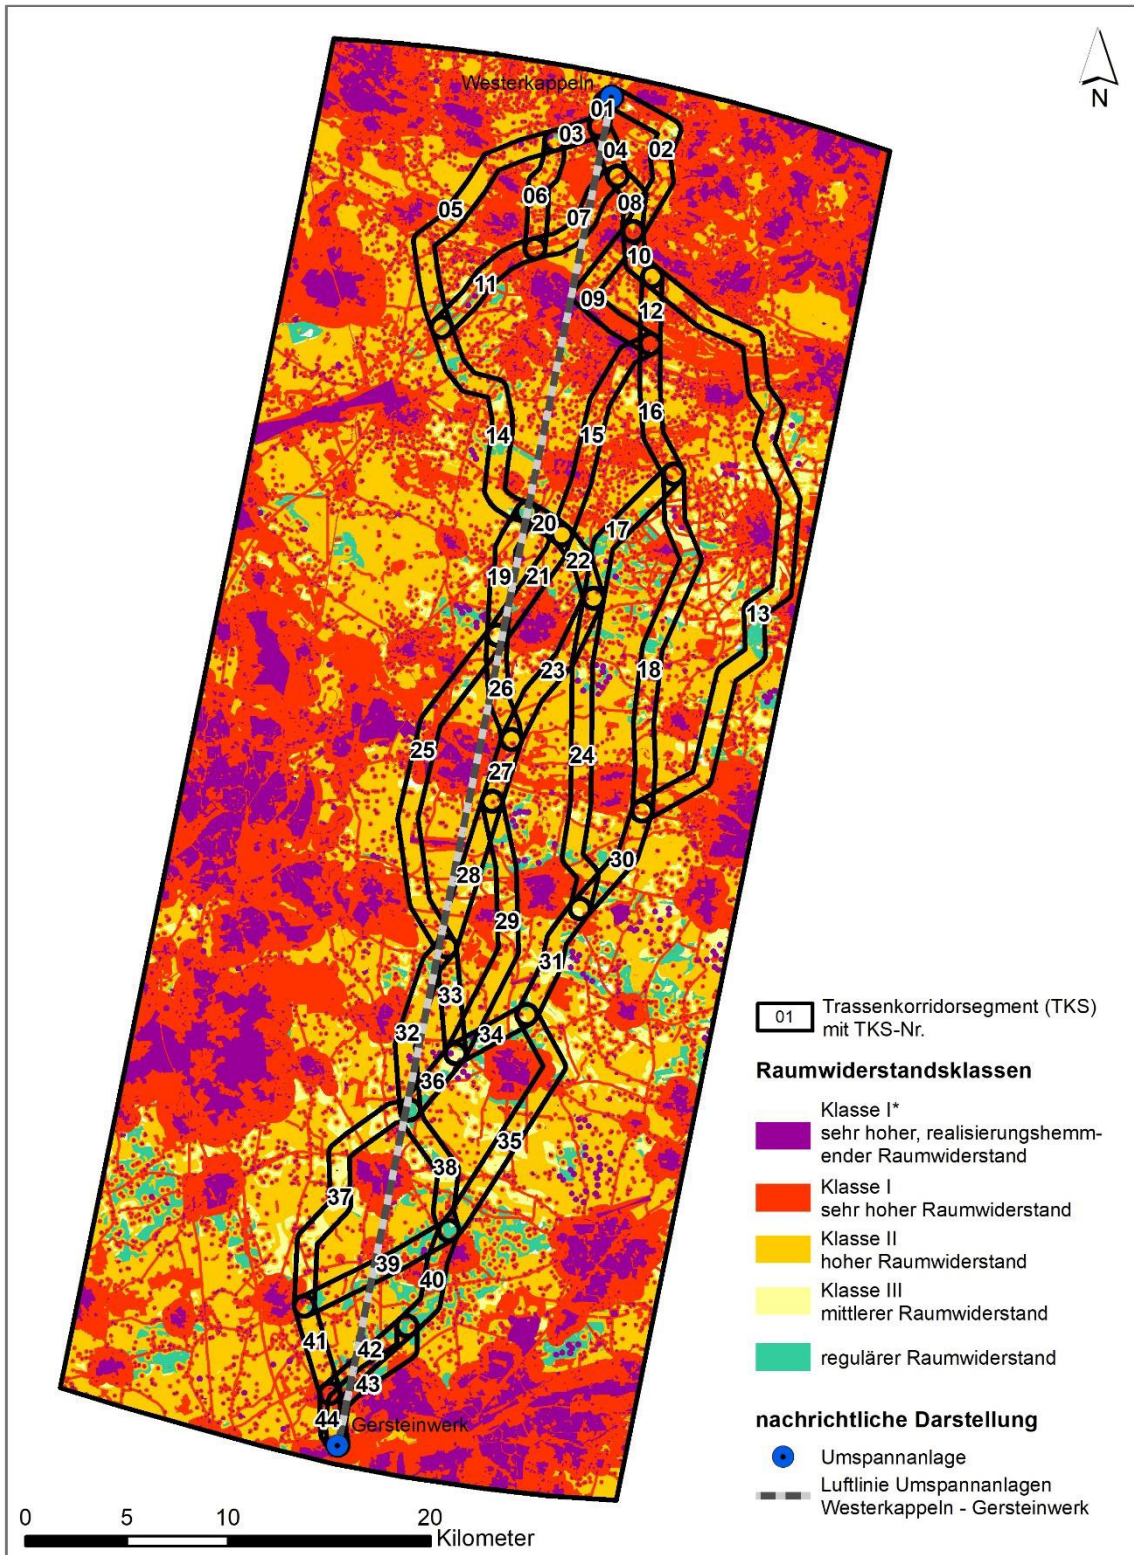 Westerkappeln
N
01
03
02
04
06
08
05
07
10
11
09
12
16
14
15
20
17
22
19
21
13
23
18
26
25
24
27
30
28
29
31
33
32
34
36
35
38
37
39
40
41
42
43
44
Gersteinwerk
01 Trassenkorridorsegment (TKS)
mit TKS-Nr.
Raumwiderstandsklassen
Klasse I*
sehr hoher, realisierungshemm-
ender Raumwiderstand
Klasse I
sehr hoher Raumwiderstand
Klasse II
hoher Raumwiderstand
Klasse III
mittlerer Raumwiderstand
regulärer Raumwiderstand
nachrichtliche Darstellung
Umspannanlage
Luftlinie Umspannanlagen
Westerkappeln - Gersteinwerk
0 5 10 20
Kilometer